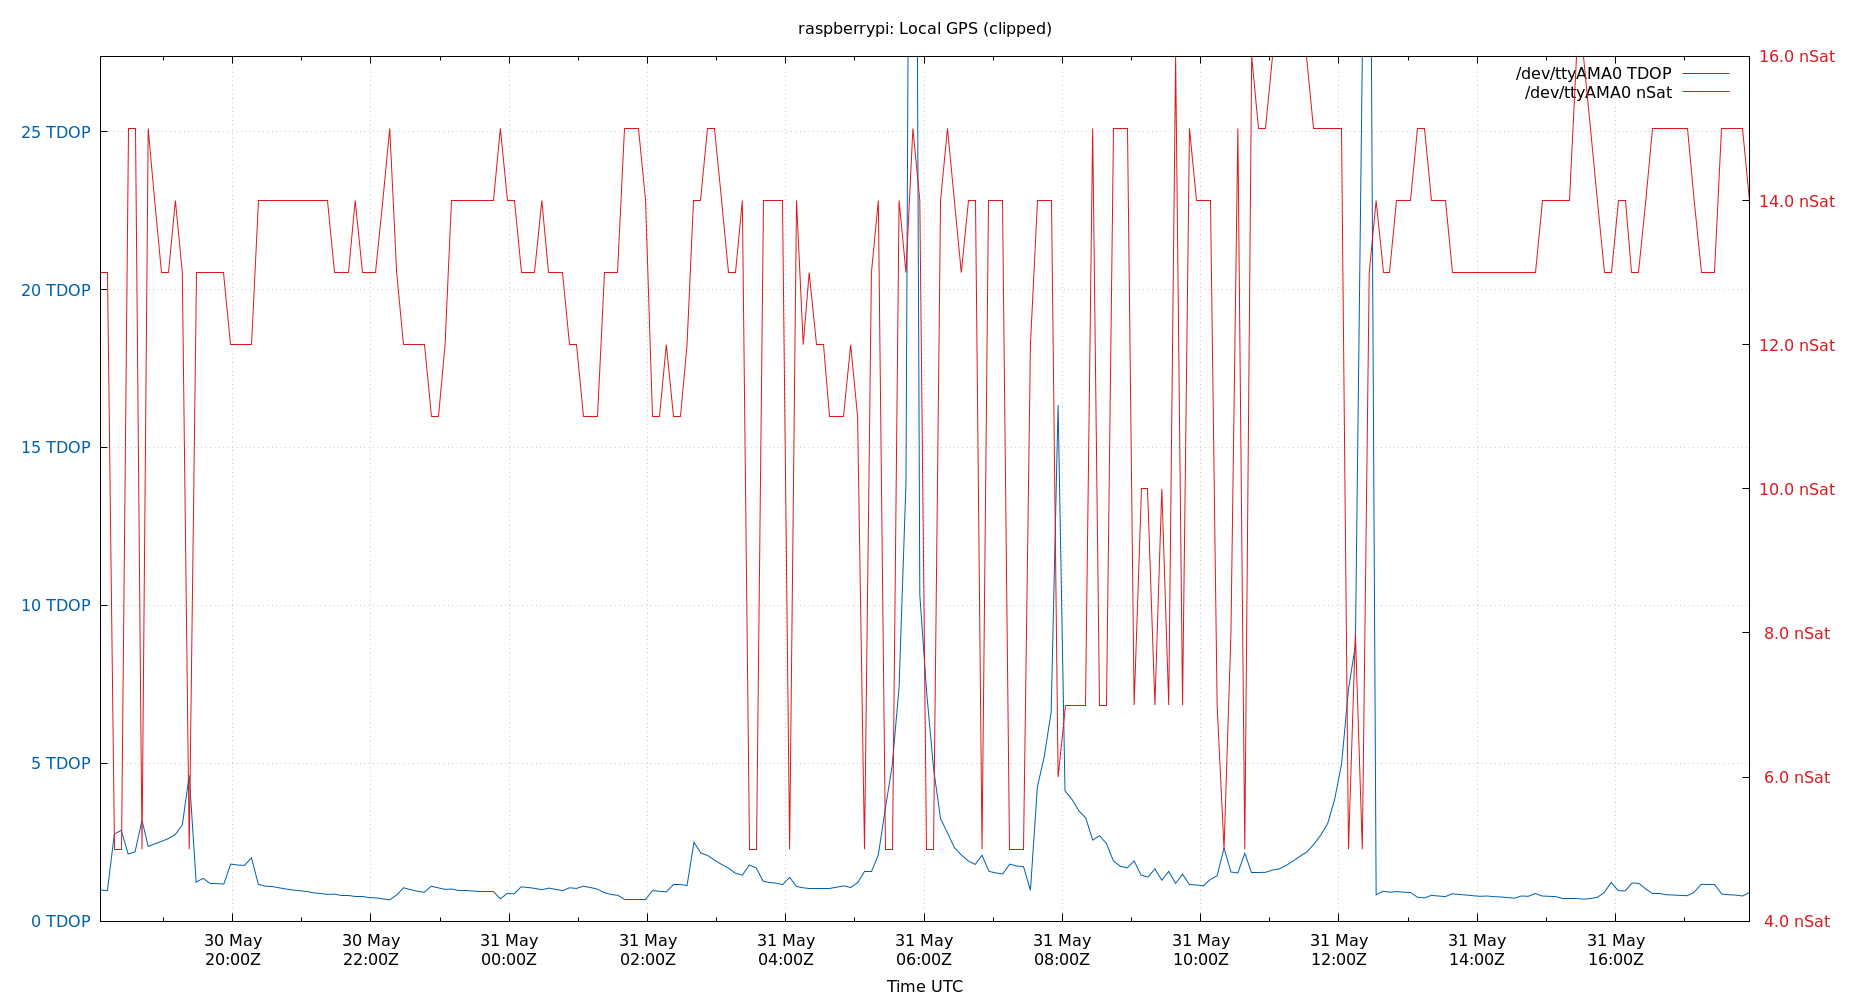 raspberrypi: Local GPS (clipped)
16.0 nSat
/dev/ttyAMA0 TDOP
/dev/ttyAMA0 nSat
25 TDOP
14.0 nSat
20 TDOP
12.0 nSat
15 TDOP
10.0 nSat
10 TDOP
8.0 nSat
5 TDOP
6.0 nSat
0 TDOP
4.0 nSat
30 May 30 May 31 May 31 May 31 May 31 May 31 May 31 May 31 May 31 May 31 May
20:00Z 22:00Z 00:00Z 02:00Z 04:00Z 06:00Z 08:00Z 10:00Z 12:00Z 14:00Z 16:00Z
Time UTC